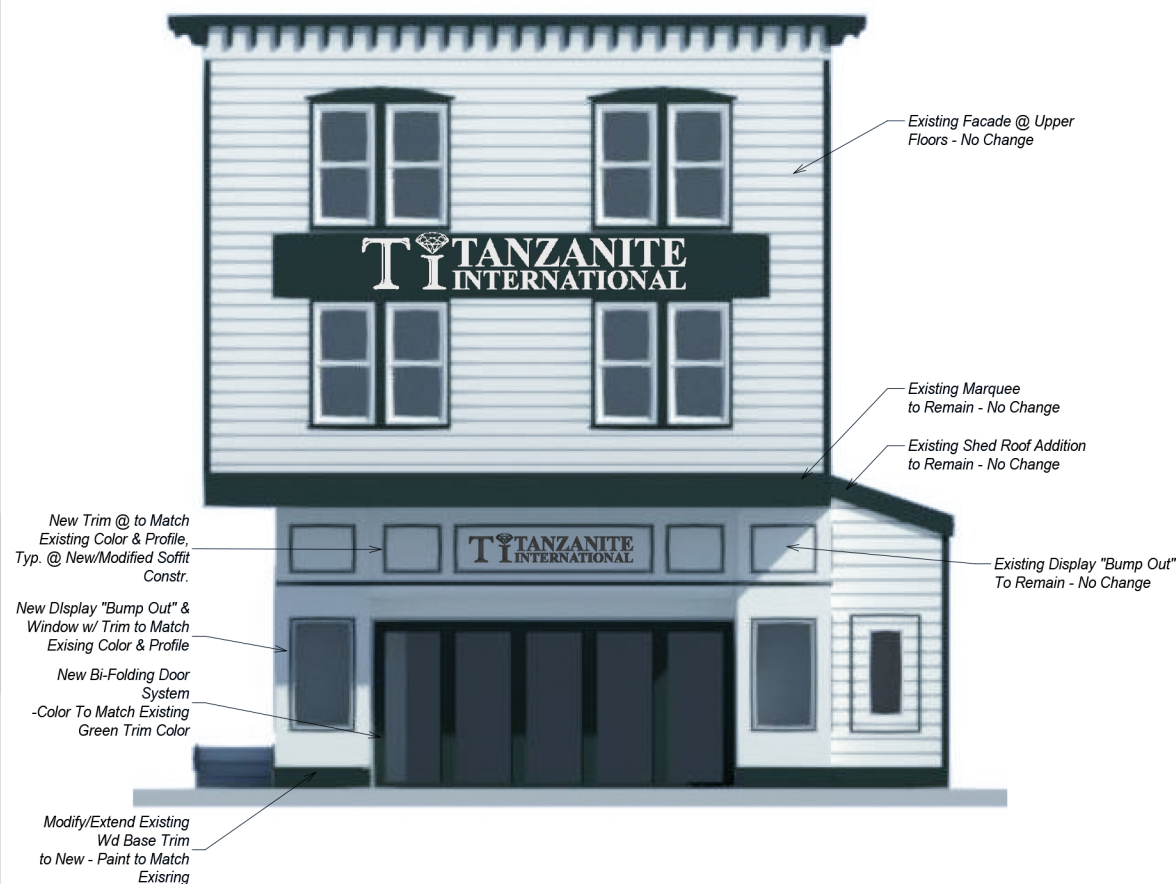 Existing Facade @ Upper
Floors - No Change
Ti TANZANITE
INTERNATIONAL
Existing Marquee
to Remain - No Change
Existing Shed Roof Addition
to Remain - No Change
New Trim @ to Match
Existing Color & Profile,
Typ. @ New/Modified Soffit
Constr.
Ti TANZANITE
INTERNATIONAL
Existing Display "Bump Out"
To Remain - No Change
New DIsplay "Bump Out" &
Window w/ Trim to Match
Exising Color & Profile
New Bi-Folding Door
System
-Color To Match Existing
Green Trim Color
Modify/Extend Existing
Wd Base Trim
to New - Paint to Match
Exisring